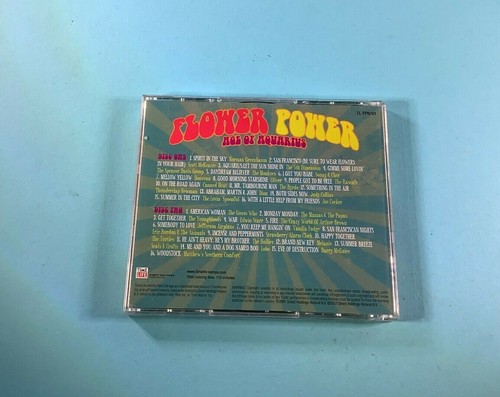 TL FPR/01
FLOWER POWER
AGE OF AQUARIUS
DISC ONE 1. SPIRIT IN THE SKY Norman Greenbaum 2. SAN FRANCISCO (BE SURE TO WEAR FLOWERS
IN YOUR HAIR) Scott McKenzie 3. AQUARIUS/LET THE SUN SHINE IN The 5th Dimension 4. GIMME SOME LOVIN'
The Spencer Davis Group 5. DAYDREAM BELIEVER The Monkees 6. I GOT YOU BABE Sonny & Cher
7. MELLOW YELLOW Donovan 8. GOOD MORNING STARSHINE Oliver 9. PEOPLE GOT TO BE FREE The Rascals
10. ON THE ROAD AGAIN Canned Heat 11. MR. TAMBOURINE MAN The Byrds 12. SOMETHING IN THE AIR
Thunderclap Newman 13. ABRAHAM, MARTIN & JOHN Dion 14. BOTH SIDES NOW Judy Collins
15. SUMMER IN THE CITY The Lovin' Spoonful 16. WITH A LITTLE HELP FROM MY FRIENDS Joe Cocker
DISC TWO 1. AMERICAN WOMAN The Guess Who 2. MONDAY MONDAY The Mamas & The Papas
3. GET TOGETHER The Youngbloods 4. WAR Edwin Starr 5. FIRE The Crazy World of Arthur Brown
6. SOMEBODY TO LOVE Jefferson Airplane 7. YOU KEEP ME HANGING ON Vanilla Fudge 8. SAN FRANCISCAN NIGHTS
Eric Burdon & The Animals 9. INCENSE AND PEPPERMINTS Strawberry Alarm Clock 10. HAPPY TOGETHER
The Turtles 11. HE AIN'T HEAVY, HE'S MY BROTHER The Hollies 12. BRAND NEW KEY Melanie 13. SUMMER BREEZE
Seals & Crofts 14. ME AND YOU AND A DOG NAMED BOO Lobo 15. EVE OF DESTRUCTION Barry McGuire
16. WOODSTOCK Matthew's Southern Comfort
TIME
LIFE